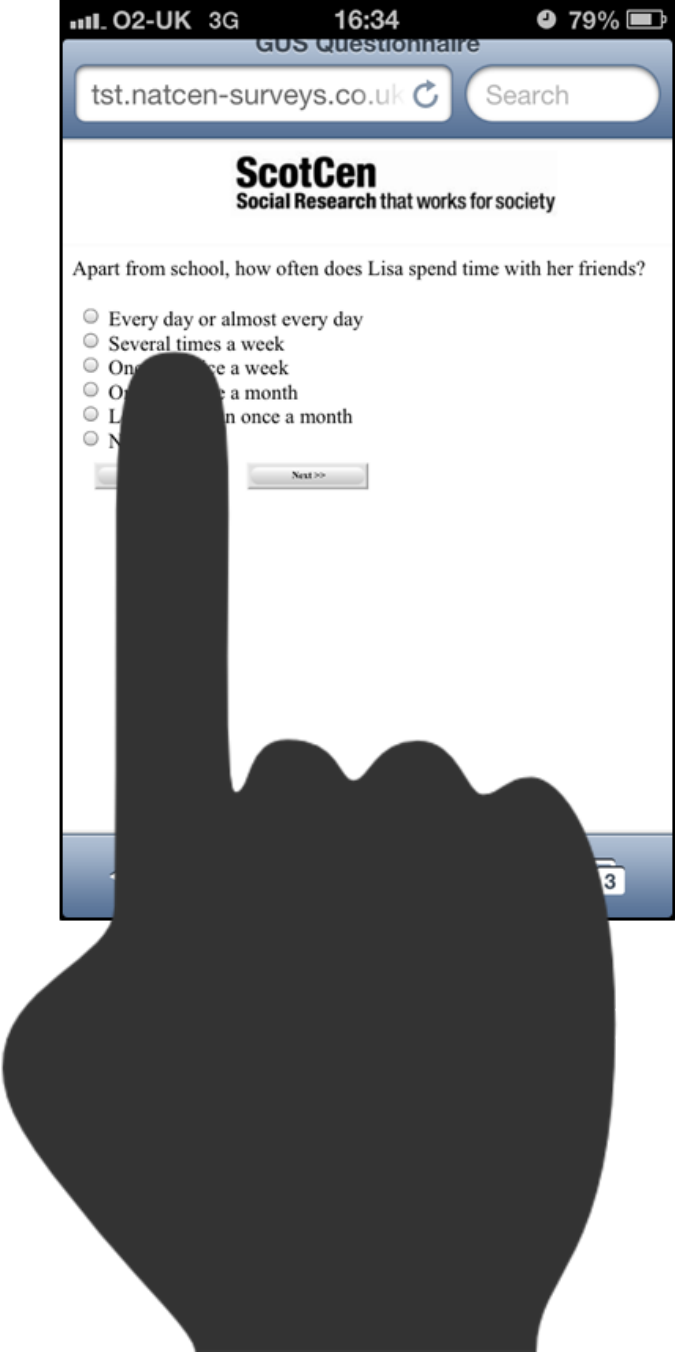 O2-UK 3G 16:34 79%
GUS Questionnaire
tst.natcen-surveys.co.uk Search
ScotCen
Social Research that works for society
Apart from school, how often does Lisa spend time with her friends?
Every day or almost every day
Several times a week
a week
a month
once a month
Next >>
3